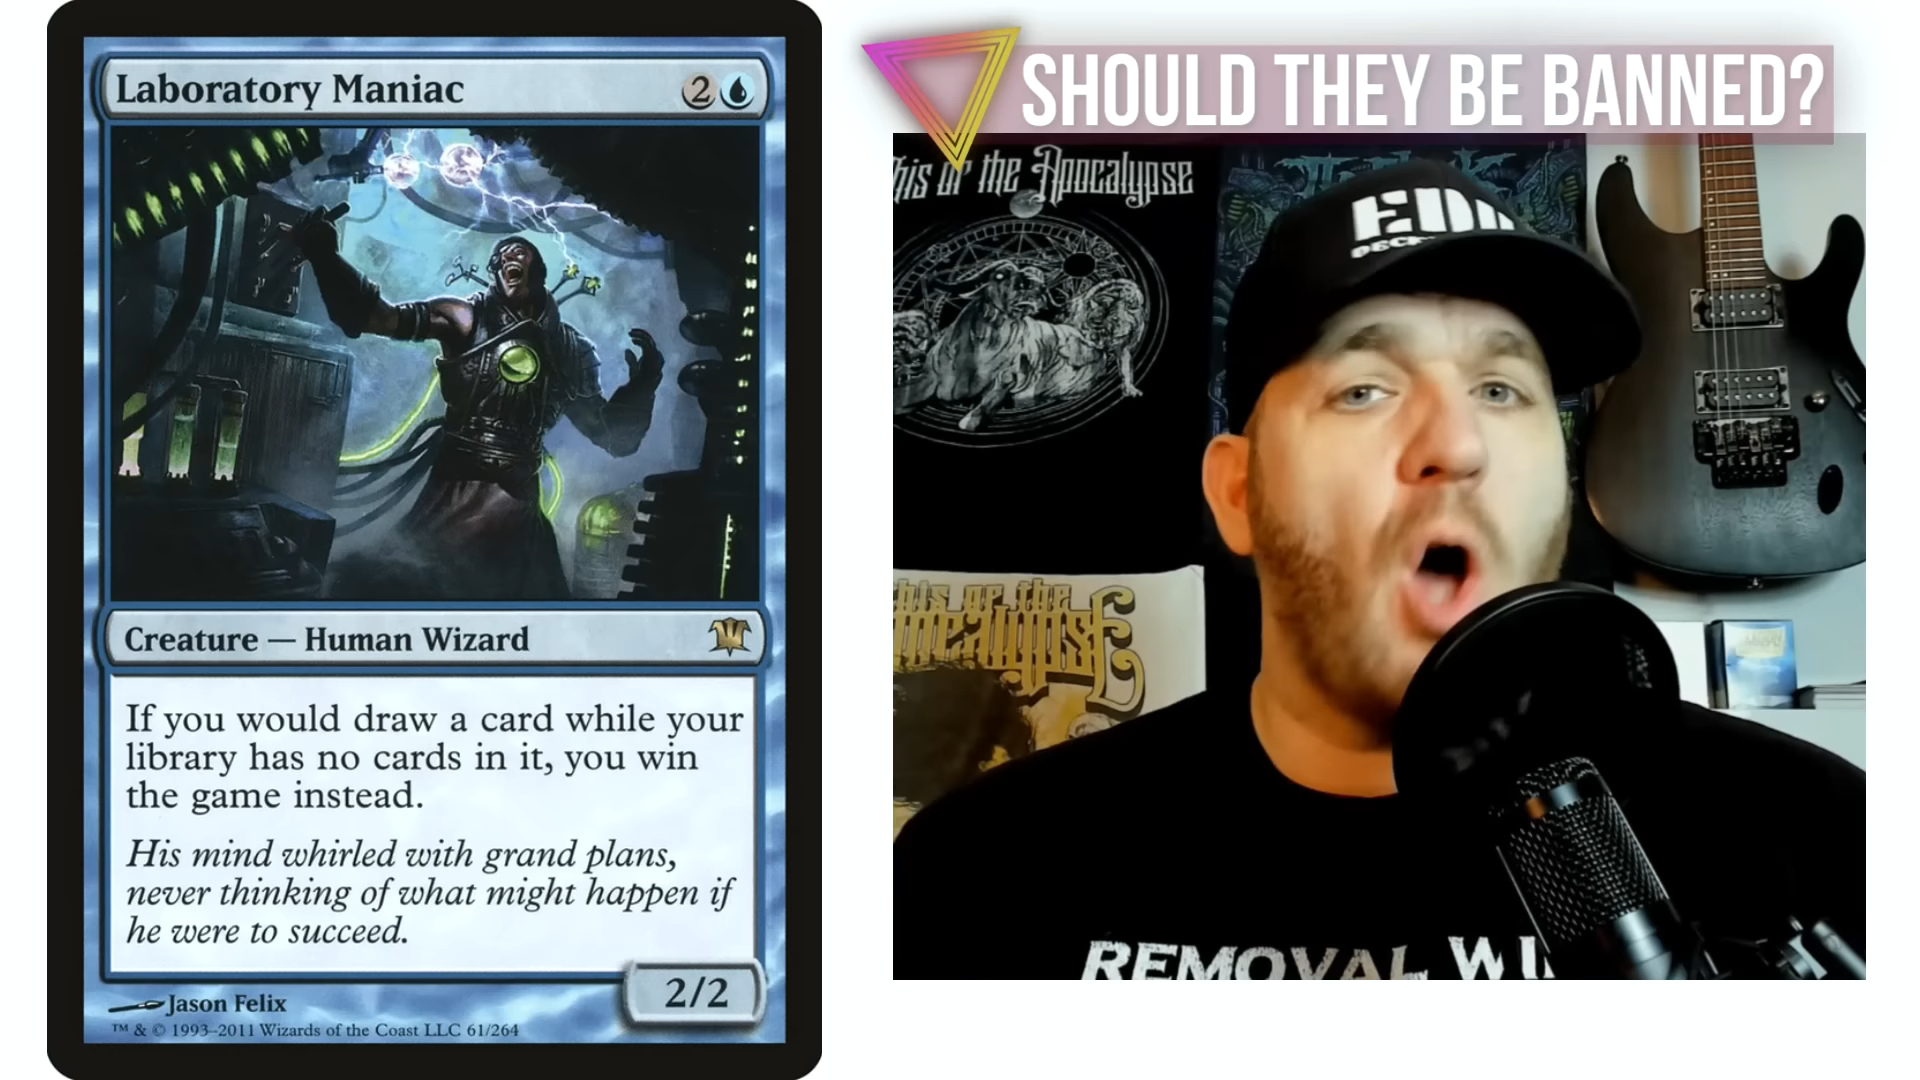 Laboratory Maniac
2
Creature — Human Wizard
If you would draw a card while your
library has no cards in it, you win
the game instead.
His mind whirled with grand plans,
never thinking of what might happen if
he were to succeed.
2/2
Jason Felix
™ & © 1993–2011 Wizards of the Coast LLC 61/264
SHOULD THEY BE BANNED?
his or the Apocalypse
REMOVAL